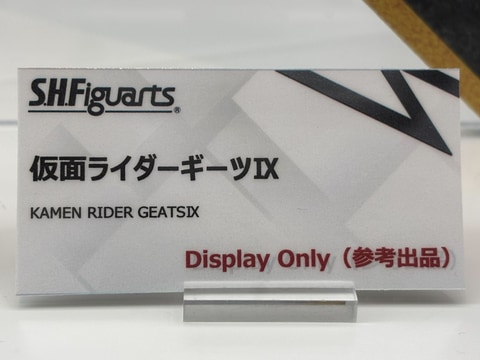 S.H.Figuarts®
仮面ライダーギーツIX
KAMEN RIDER GEATSIX
Display Only（参考出品）